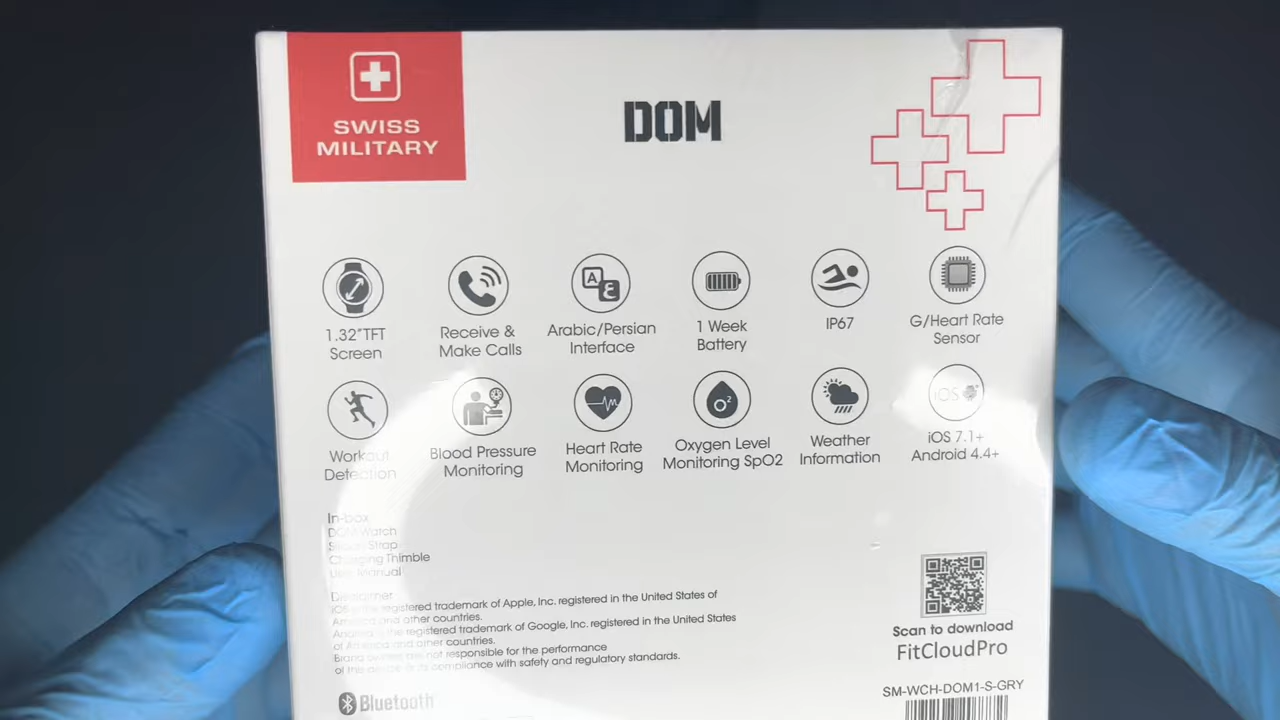 SWISS
MILITARY
DOM
1.32"TFT
Screen
Receive &
Make Calls
A
ع
Arabic/Persian
Interface
1 Week
Battery
IP67
G/Heart Rate
Sensor
Workout
Detection
Blood Pressure
Monitoring
Heart Rate
Monitoring
O²
Oxygen Level
Monitoring SpO2
Weather
Information
iOS
iOS 7.1+
Android 4.4+
In-box
DOM Watch
Silicon Strap
Charging Thimble
User Manual
Disclaimer
iOS is the registered trademark of Apple, Inc. registered in the United States of
America and other countries.
Android is the registered trademark of Google, Inc. registered in the United States
of America and other countries.
Brand owners are not responsible for the performance
of this device or its compliance with safety and regulatory standards.
Bluetooth
Scan to download
FitCloudPro
SM-WCH-DOM1-S-GRY